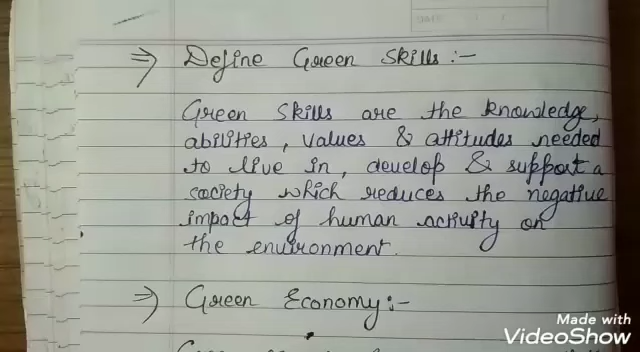 ⇒ Define Green Skills :-
Green Skills are the knowledge,
abilities, values & attitudes needed
to live in, develop & support a
society which reduces the negative
impact of human activity on
the environment.
⇒ Green Economy:-
Made with
VideoShow